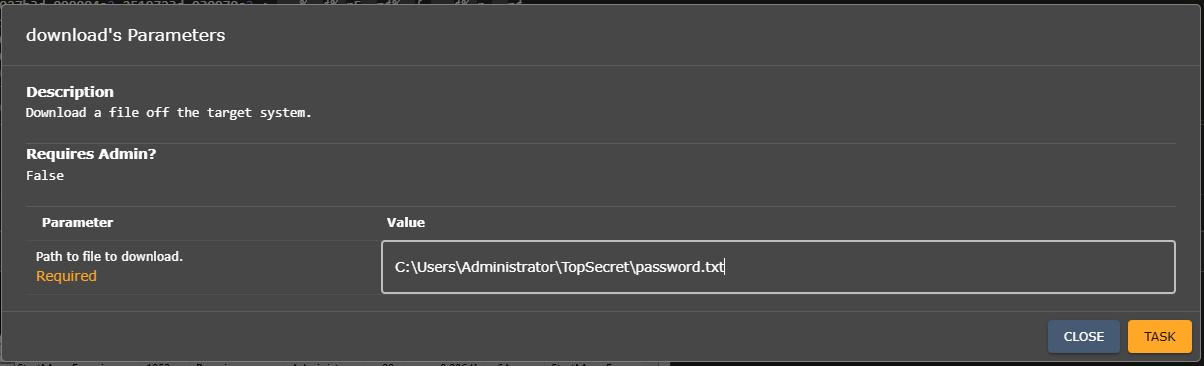 download's Parameters
Description
Download a file off the target system.
Requires Admin?
False
Parameter Value
Path to file to download.
Required
C:\Users\Administrator\TopSecret\password.txt
CLOSE TASK